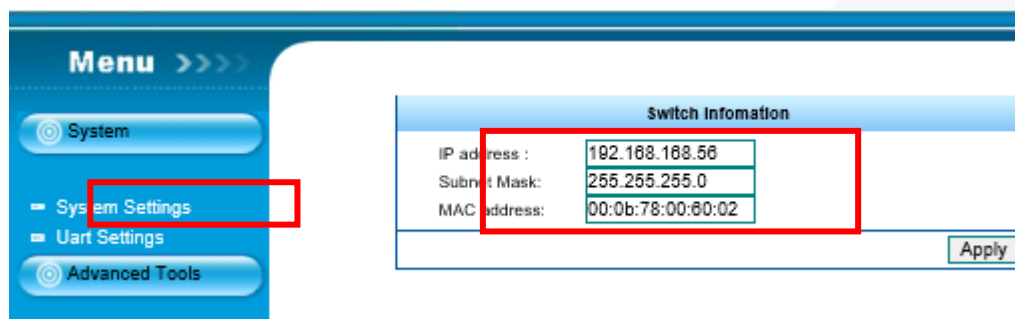 Menu >>>>
System
System Settings
Uart Settings
Advanced Tools
Switch Infomation
IP address : 192.168.168.56
Subnet Mask: 255.255.255.0
MAC address: 00:0b:78:00:60:02
Apply